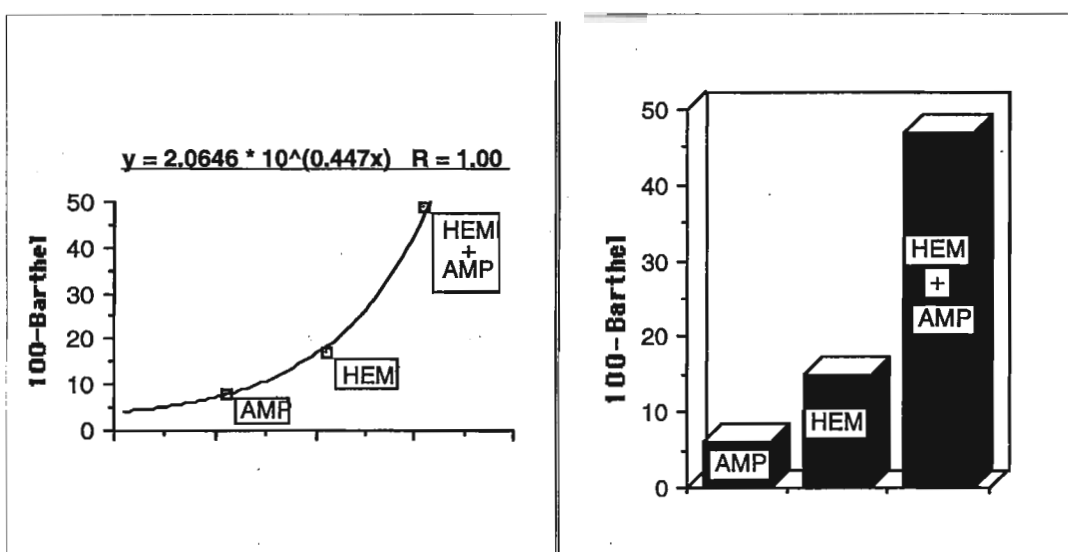 y = 2.0646 * 10^(0.447x) R = 1.00
100-Barthel
50
40
30
20
10
0
HEM
+
AMP
HEM
AMP
100-Barthel
50
40
30
20
10
0
HEM
+
AMP
HEM
AMP